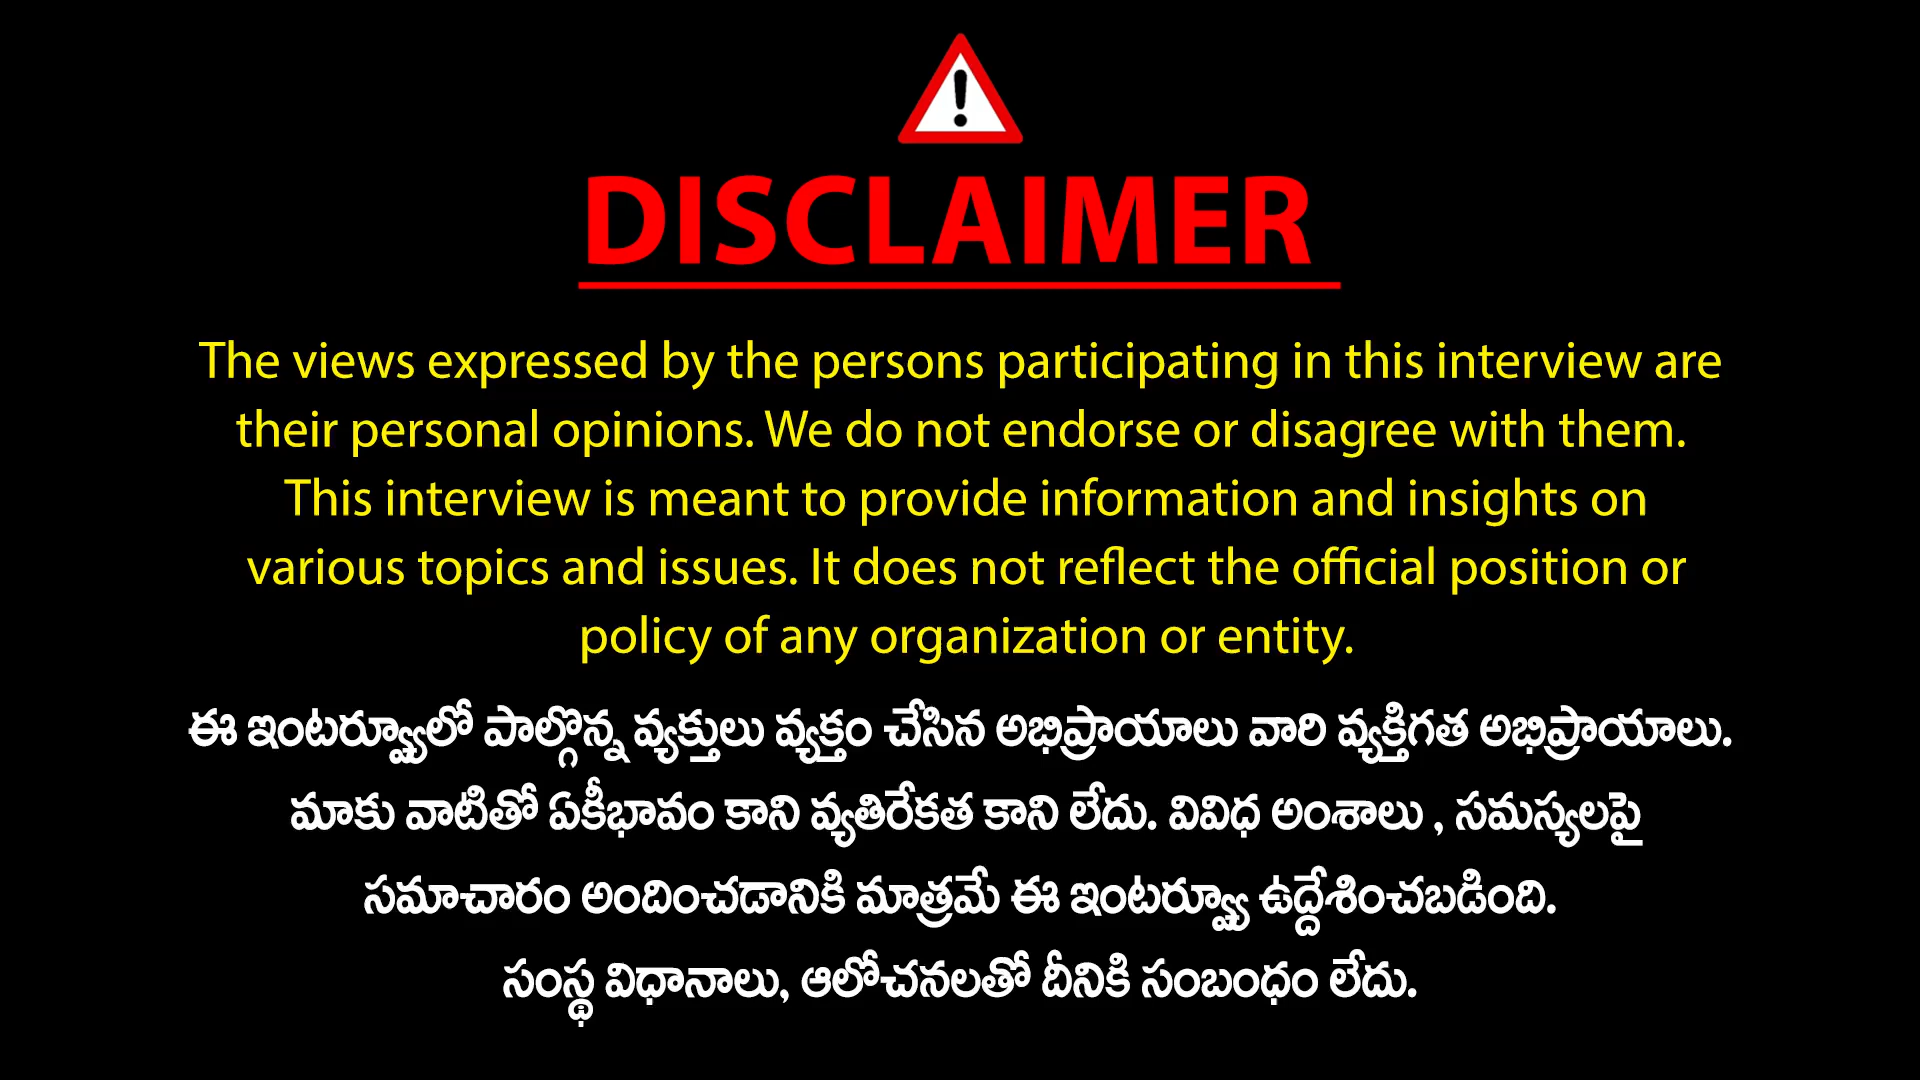 DISCLAIMER
The views expressed by the persons participating in this interview are
their personal opinions. We do not endorse or disagree with them.
This interview is meant to provide information and insights on
various topics and issues. It does not reflect the official position or
policy of any organization or entity.
ఈ ఇంటర్వ్యూలో పాల్గొన్న వ్యక్తులు వ్యక్తం చేసిన అభిప్రాయాలు వారి వ్యక్తిగత అభిప్రాయాలు.
మాకు వాటితో ఏకీభావం కాని వ్యతిరేకత కాని లేదు. వివిధ అంశాలు , సమస్యలపై
సమాచారం అందించడానికి మాత్రమే ఈ ఇంటర్వ్యూ ఉద్దేశించబడింది.
సంస్థ విధానాలు, ఆలోచనలతో దీనికి సంబంధం లేదు.